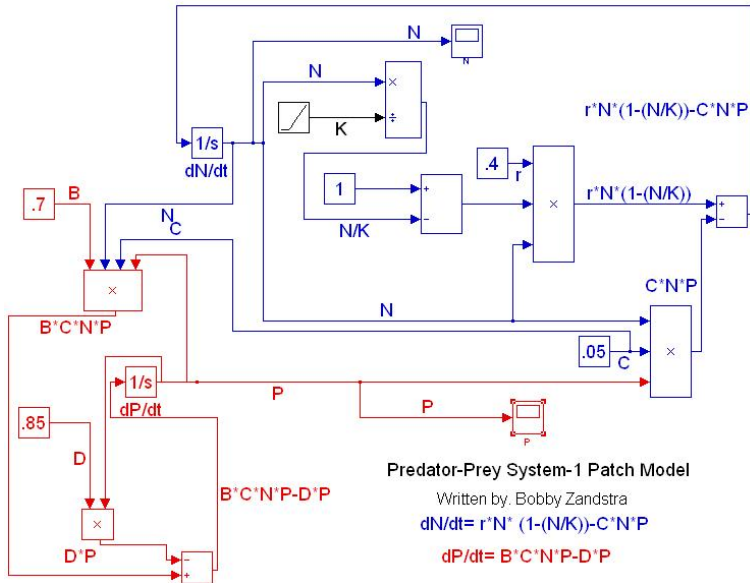 N
N
N
×
÷
K
r*N*(1-(N/K))-C*N*P
1/s
dN/dt
.4
r
1
+
−
N/K
×
r*N*(1-(N/K))
+
−
.7
B
N
C
×
B*C*N*P
N
C*N*P
.05
C
×
1/s
dP/dt
P
P
P
.85
D
B*C*N*P-D*P
×
D*P
−
+
Predator-Prey System-1 Patch Model
Written by. Bobby Zandstra
dN/dt= r*N* (1-(N/K))-C*N*P
dP/dt= B*C*N*P-D*P